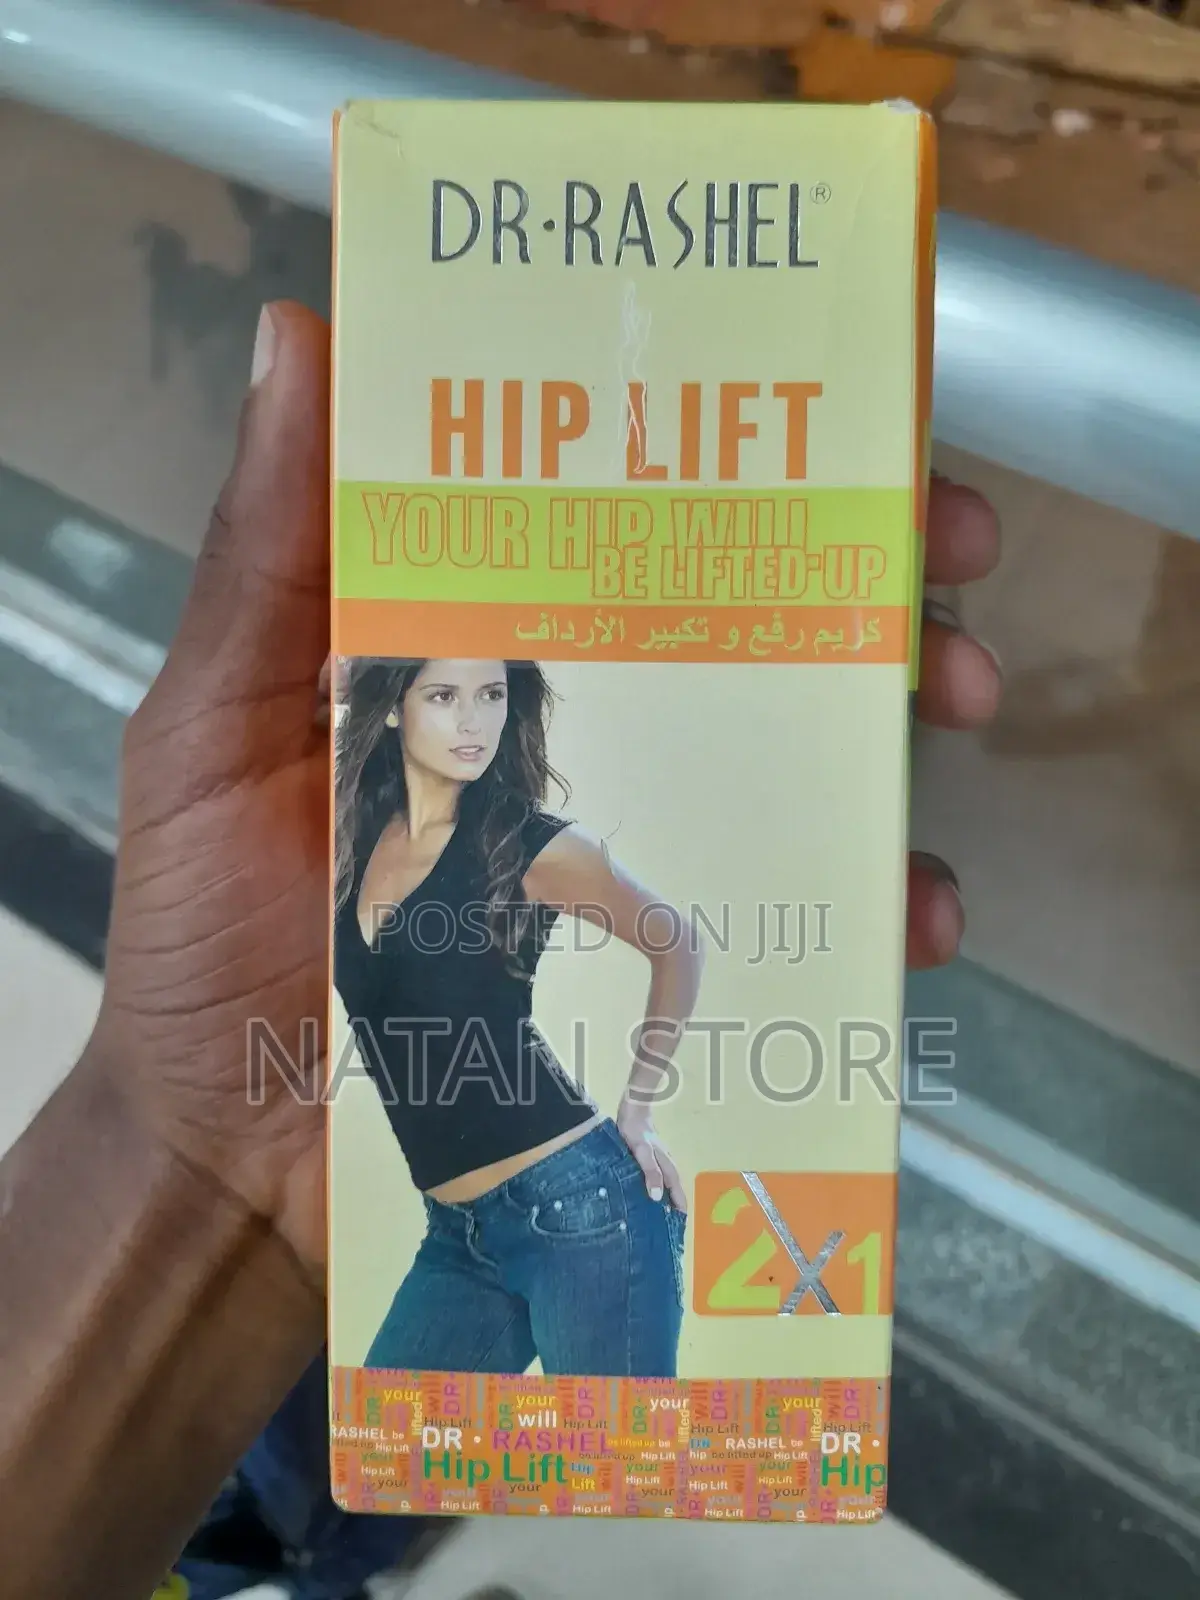 DR·RASHEL®
HIP LIFT
YOUR HIP WILL
BE LIFTED-UP
كريم رفع و تكبير الأرداف
POSTED ON JIJI
NATAN STORE
2X1
DR · RASHEL
Hip Lift